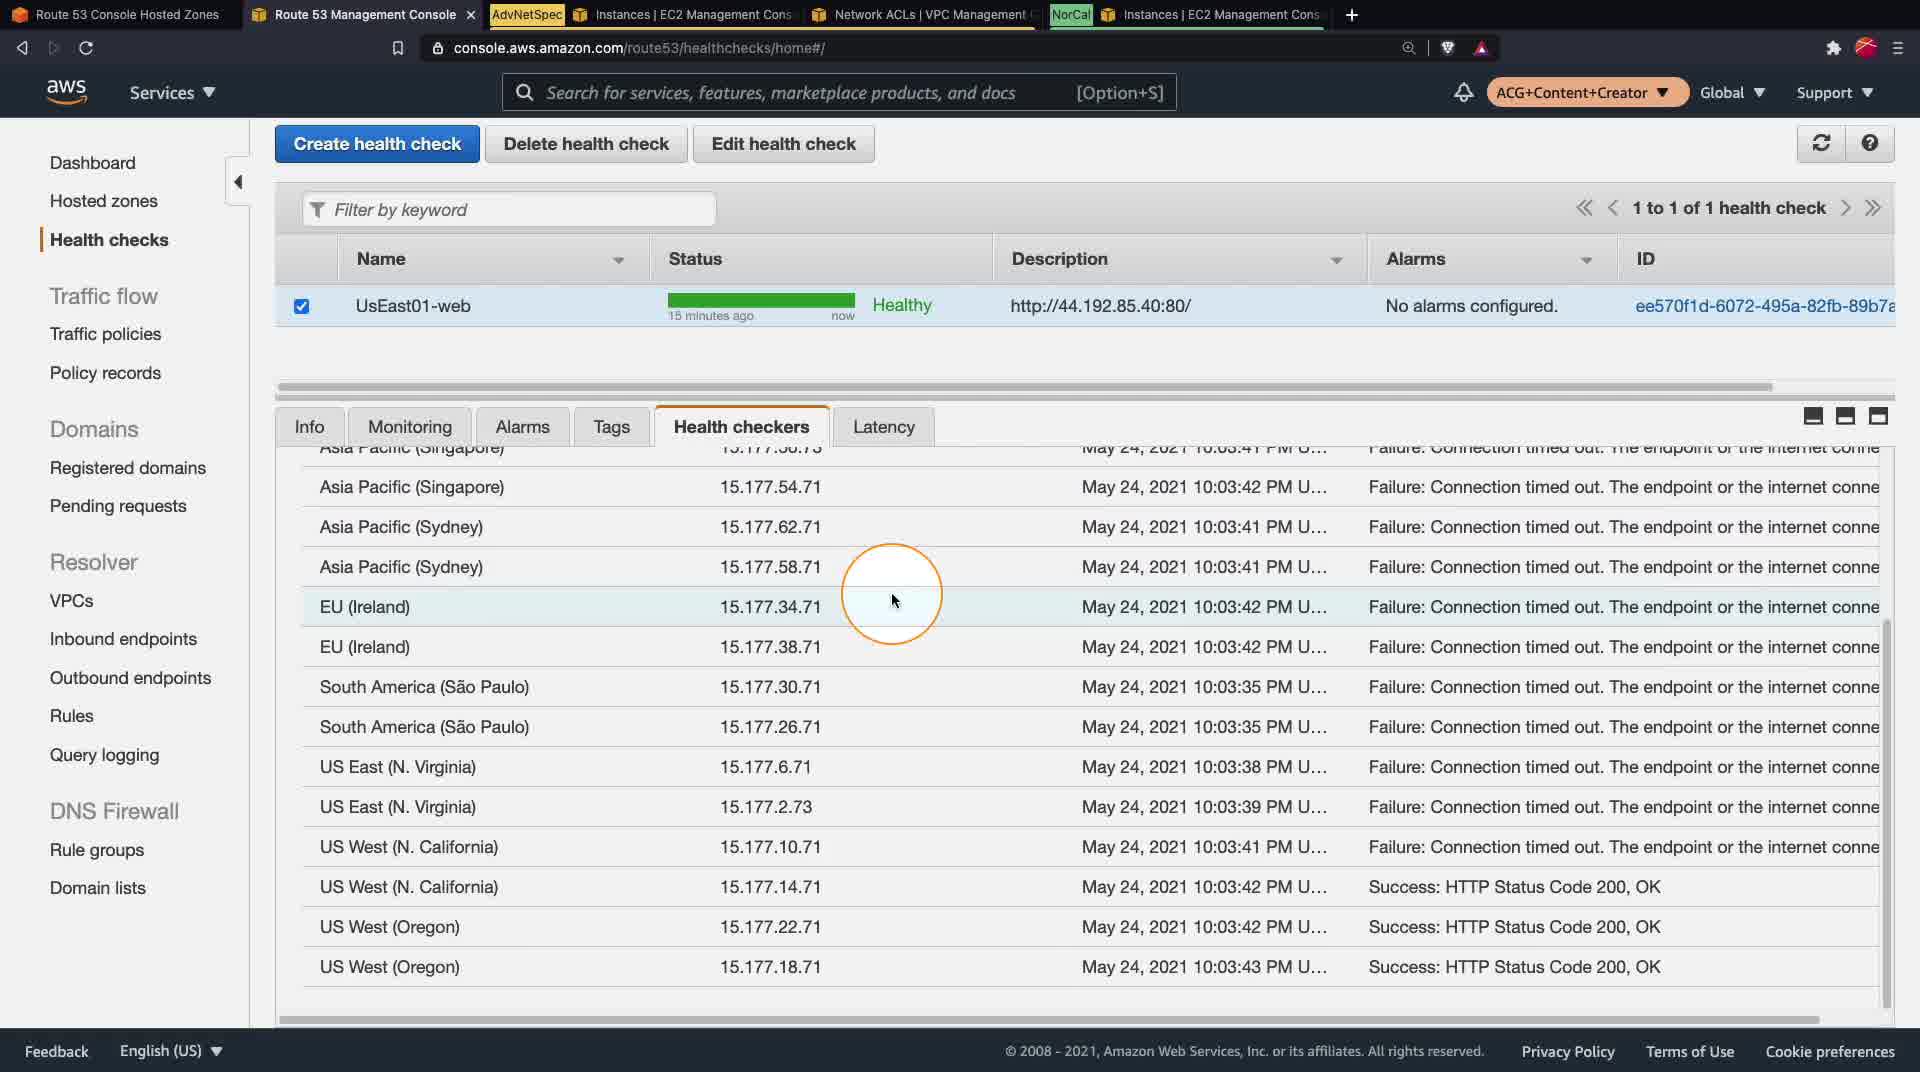 Route 53 Console Hosted Zones
Route 53 Management Console
AdvNetSpec
Instances | EC2 Management Cons
Network ACLs | VPC Management
NorCal
Instances | EC2 Management Cons
console.aws.amazon.com/route53/healthchecks/home#/
aws
Services
Search for services, features, marketplace products, and docs
[Option+S]
ACG+Content+Creator
Global
Support
Dashboard
Hosted zones
Health checks
Traffic flow
Traffic policies
Policy records
Domains
Registered domains
Pending requests
Resolver
VPCs
Inbound endpoints
Outbound endpoints
Rules
Query logging
DNS Firewall
Rule groups
Domain lists
Create health check
Delete health check
Edit health check
Filter by keyword
1 to 1 of 1 health check
Name Status Description Alarms ID
UsEast01-web Healthy http://44.192.85.40:80/ No alarms configured. ee570f1d-6072-495a-82fb-89b7a
15 minutes ago now
Info Monitoring Alarms Tags Health checkers Latency
Asia Pacific (Singapore) 15.177.50.73 May 24, 2021 10:03:41 PM U... Failure: Connection timed out. The endpoint or the internet conne
Asia Pacific (Singapore) 15.177.54.71 May 24, 2021 10:03:42 PM U... Failure: Connection timed out. The endpoint or the internet conne
Asia Pacific (Sydney) 15.177.62.71 May 24, 2021 10:03:41 PM U... Failure: Connection timed out. The endpoint or the internet conne
Asia Pacific (Sydney) 15.177.58.71 May 24, 2021 10:03:41 PM U... Failure: Connection timed out. The endpoint or the internet conne
EU (Ireland) 15.177.34.71 May 24, 2021 10:03:42 PM U... Failure: Connection timed out. The endpoint or the internet conne
EU (Ireland) 15.177.38.71 May 24, 2021 10:03:42 PM U... Failure: Connection timed out. The endpoint or the internet conne
South America (São Paulo) 15.177.30.71 May 24, 2021 10:03:35 PM U... Failure: Connection timed out. The endpoint or the internet conne
South America (São Paulo) 15.177.26.71 May 24, 2021 10:03:35 PM U... Failure: Connection timed out. The endpoint or the internet conne
US East (N. Virginia) 15.177.6.71 May 24, 2021 10:03:38 PM U... Failure: Connection timed out. The endpoint or the internet conne
US East (N. Virginia) 15.177.2.73 May 24, 2021 10:03:39 PM U... Failure: Connection timed out. The endpoint or the internet conne
US West (N. California) 15.177.10.71 May 24, 2021 10:03:41 PM U... Failure: Connection timed out. The endpoint or the internet conne
US West (N. California) 15.177.14.71 May 24, 2021 10:03:42 PM U... Success: HTTP Status Code 200, OK
US West (Oregon) 15.177.22.71 May 24, 2021 10:03:42 PM U... Success: HTTP Status Code 200, OK
US West (Oregon) 15.177.18.71 May 24, 2021 10:03:43 PM U... Success: HTTP Status Code 200, OK
Feedback English (US) © 2008 - 2021, Amazon Web Services, Inc. or its affiliates. All rights reserved. Privacy Policy Terms of Use Cookie preferences